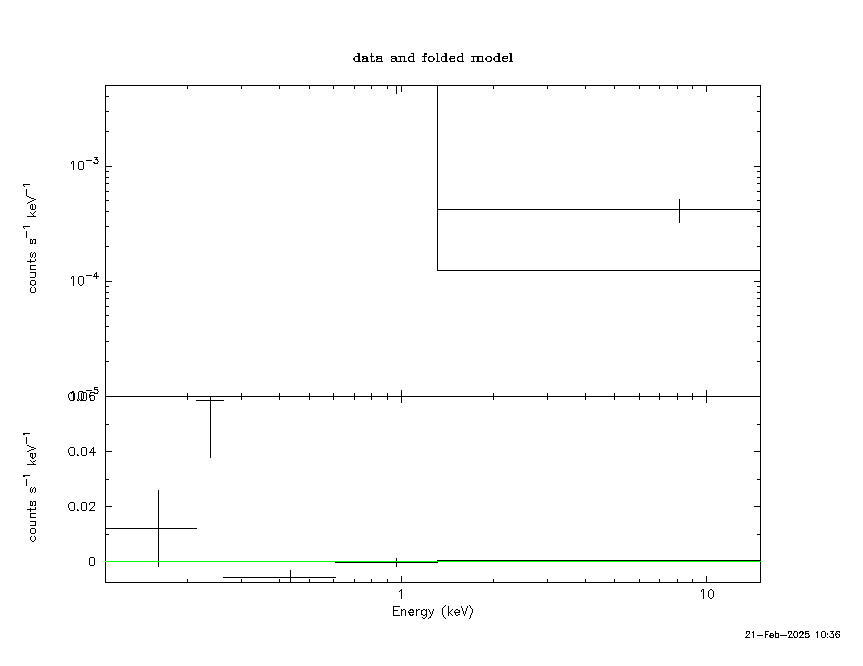 data and folded model
counts s⁻¹ keV⁻¹
10⁻³
10⁻⁴
10⁻⁵
counts s⁻¹ keV⁻¹
0.06
0.04
0.02
0
1
10
Energy (keV)
21-Feb-2025 10:36